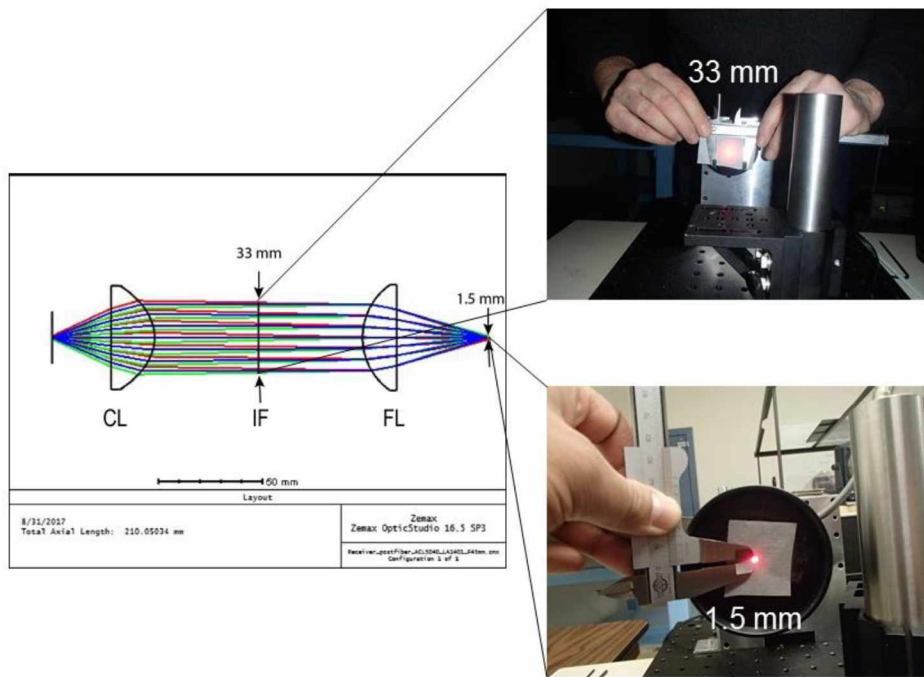 33 mm
33 mm
1.5 mm
CL
IF
FL
60 mm
Layout
8/31/2017
Total Axial Length: 210.05034 mm
Zemax
Zemax OpticStudio 16.5 SP3
Configuration 1 of 1
1.5 mm